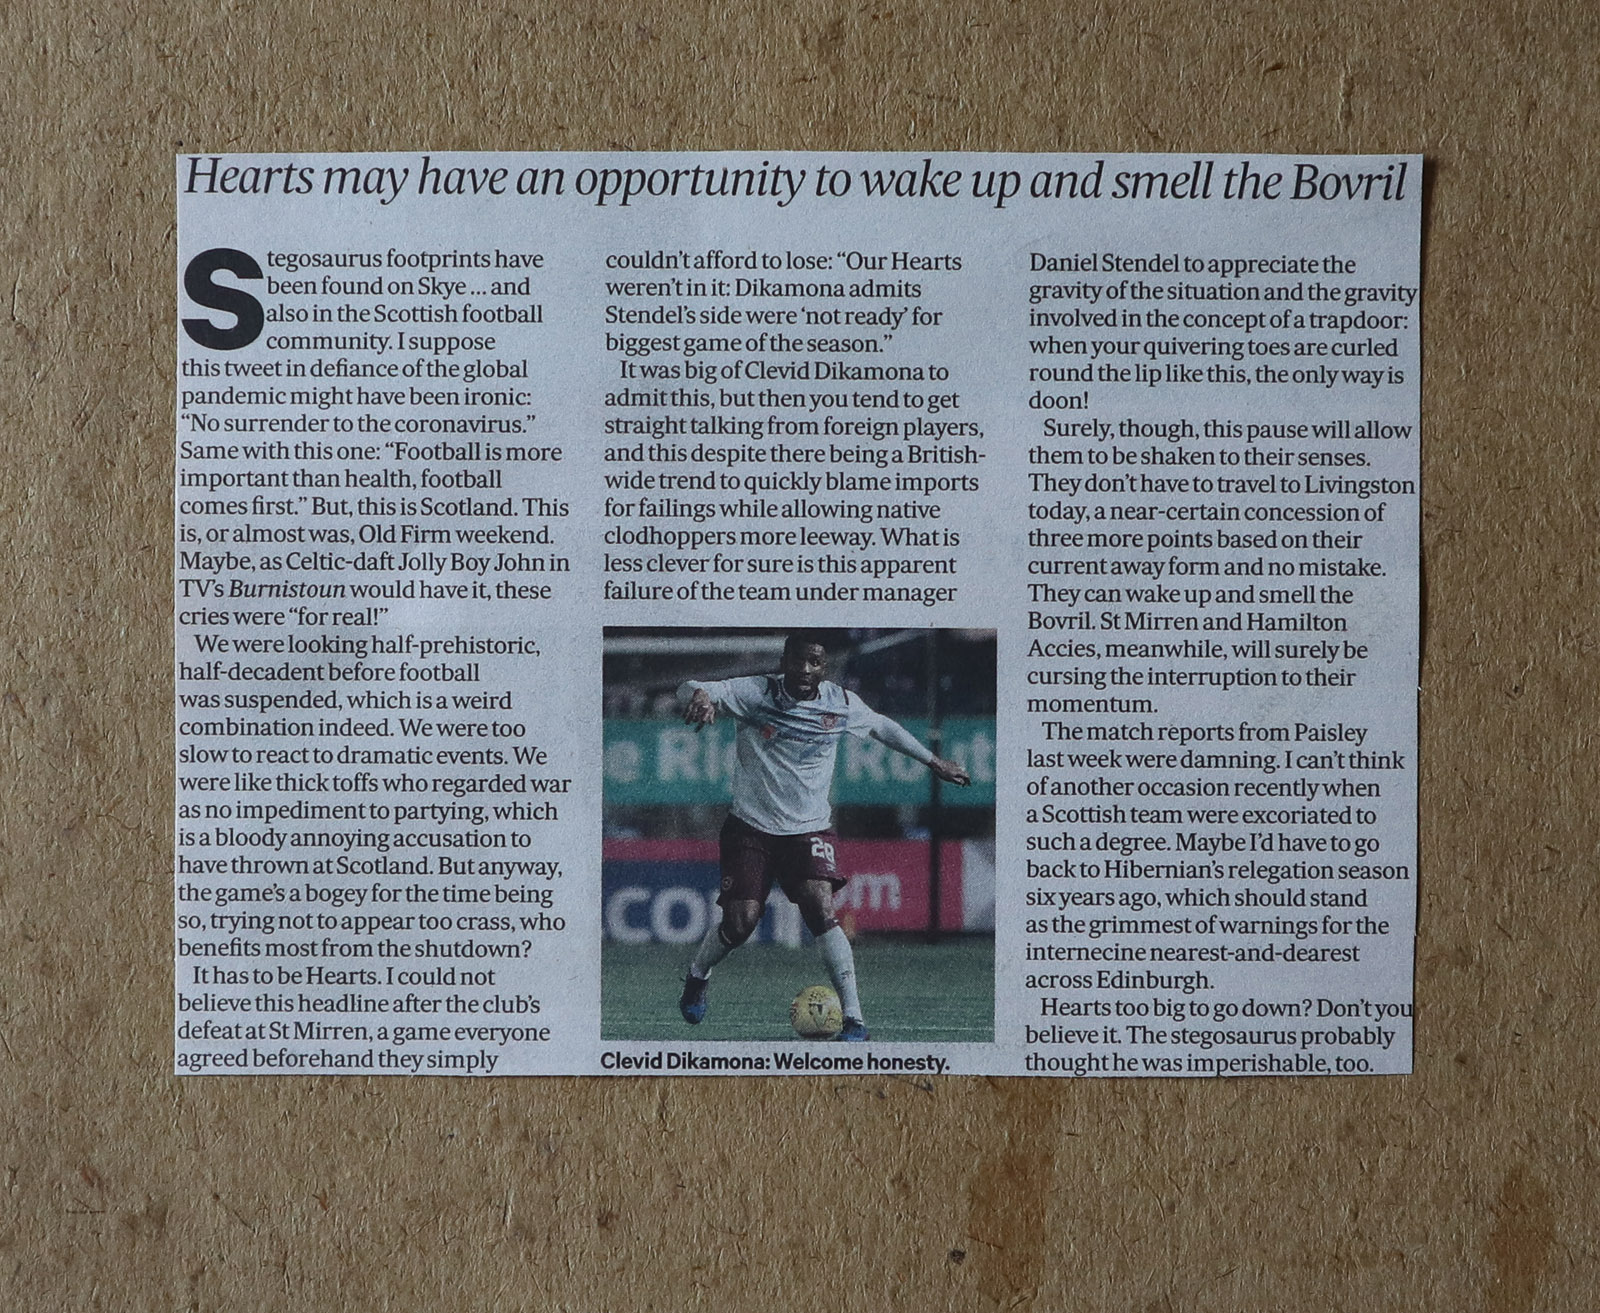 Hearts may have an opportunity to wake up and smell the Bovril
Stegosaurus footprints have
been found on Skye ... and
also in the Scottish football
community. I suppose
this tweet in defiance of the global
pandemic might have been ironic:
“No surrender to the coronavirus.”
Same with this one: “Football is more
important than health, football
comes first.” But, this is Scotland. This
is, or almost was, Old Firm weekend.
Maybe, as Celtic-daft Jolly Boy John in
TV’s Burnistoun would have it, these
cries were “for real!”
We were looking half-prehistoric,
half-decadent before football
was suspended, which is a weird
combination indeed. We were too
slow to react to dramatic events. We
were like thick toffs who regarded war
as no impediment to partying, which
is a bloody annoying accusation to
have thrown at Scotland. But anyway,
the game’s a bogey for the time being
so, trying not to appear too crass, who
benefits most from the shutdown?
It has to be Hearts. I could not
believe this headline after the club’s
defeat at St Mirren, a game everyone
agreed beforehand they simply
couldn’t afford to lose: “Our Hearts
weren’t in it: Dikamona admits
Stendel’s side were ‘not ready’ for
biggest game of the season.”
It was big of Clevid Dikamona to
admit this, but then you tend to get
straight talking from foreign players,
and this despite there being a British-
wide trend to quickly blame imports
for failings while allowing native
clodhoppers more leeway. What is
less clever for sure is this apparent
failure of the team under manager
e Ri Rout
.com
om
26
Clevid Dikamona: Welcome honesty.
Daniel Stendel to appreciate the
gravity of the situation and the gravity
involved in the concept of a trapdoor:
when your quivering toes are curled
round the lip like this, the only way is
doon!
Surely, though, this pause will allow
them to be shaken to their senses.
They don’t have to travel to Livingston
today, a near-certain concession of
three more points based on their
current away form and no mistake.
They can wake up and smell the
Bovril. St Mirren and Hamilton
Accies, meanwhile, will surely be
cursing the interruption to their
momentum.
The match reports from Paisley
last week were damning. I can’t think
of another occasion recently when
a Scottish team were excoriated to
such a degree. Maybe I’d have to go
back to Hibernian’s relegation season
six years ago, which should stand
as the grimmest of warnings for the
internecine nearest-and-dearest
across Edinburgh.
Hearts too big to go down? Don’t you
believe it. The stegosaurus probably
thought he was imperishable, too.